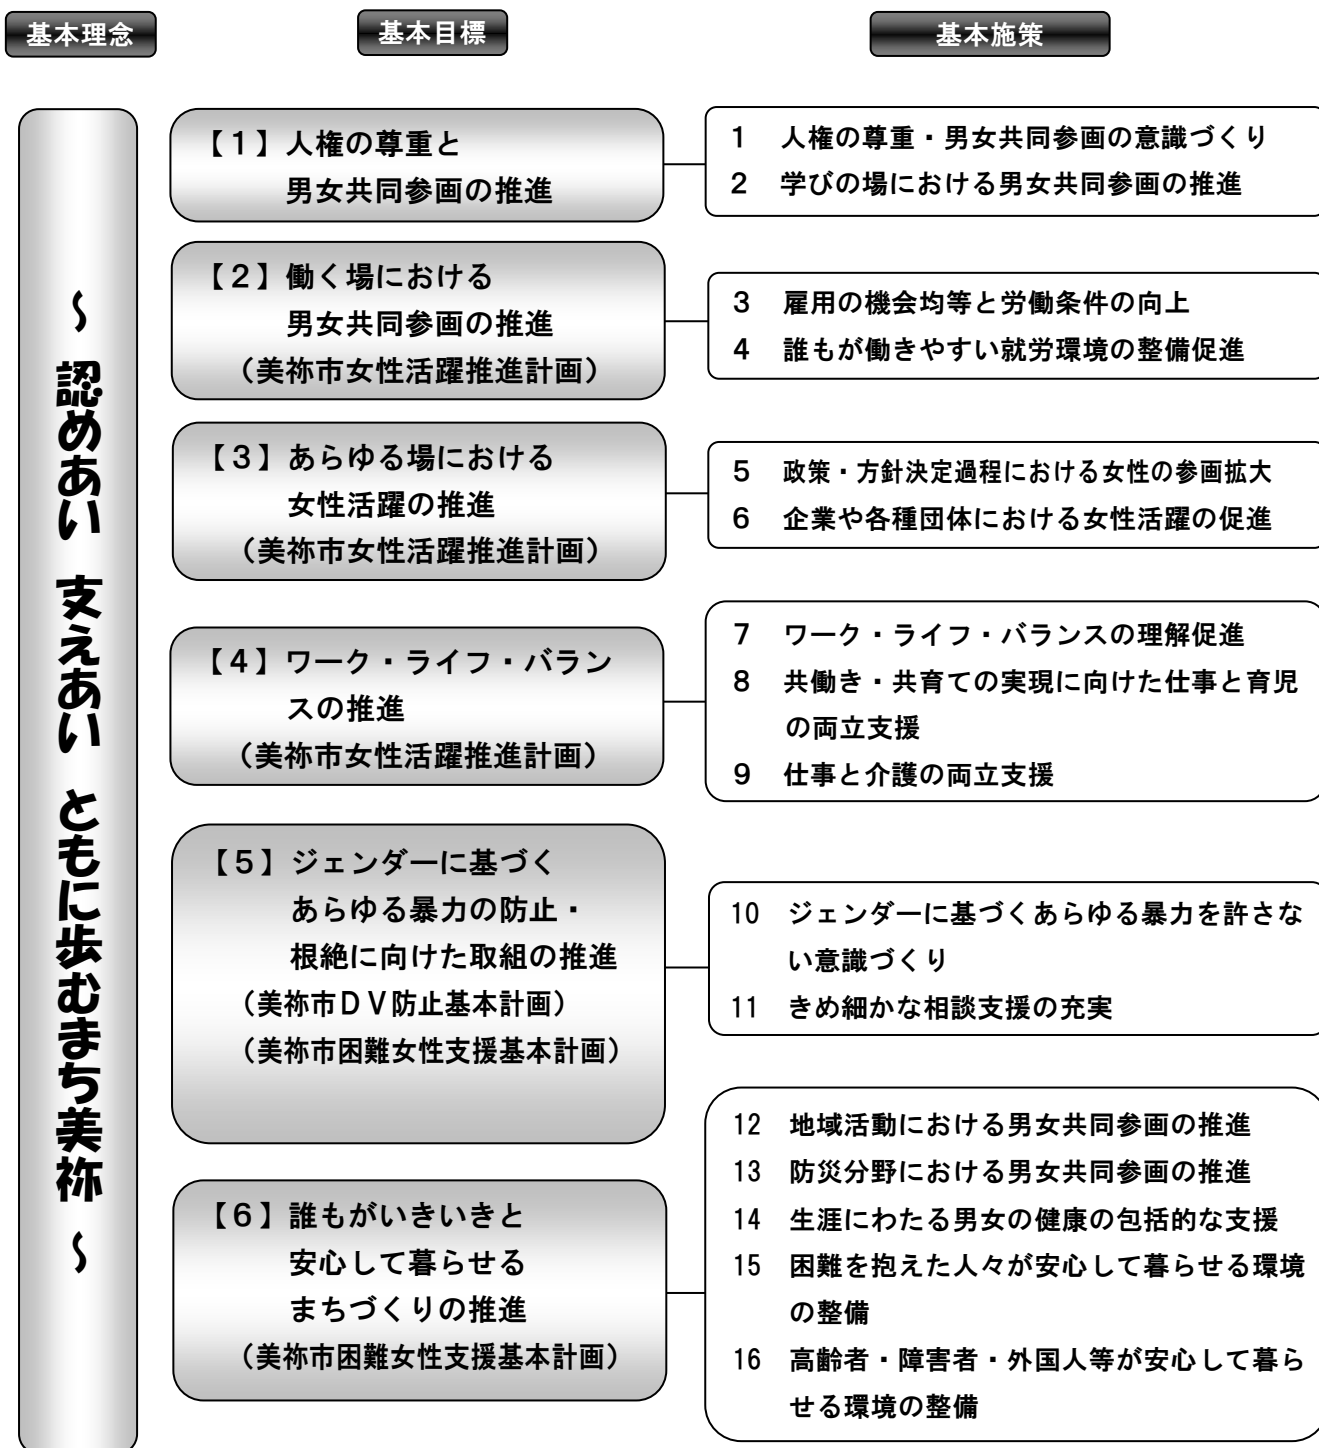 基本理念
基本目標
基本施策
～ 認めあい 支えあい ともに歩むまち美祢 ～
【１】人権の尊重と
男女共同参画の推進
1 人権の尊重・男女共同参画の意識づくり
2 学びの場における男女共同参画の推進
【２】働く場における
男女共同参画の推進
（美祢市女性活躍推進計画）
3 雇用の機会均等と労働条件の向上
4 誰もが働きやすい就労環境の整備促進
【３】あらゆる場における
女性活躍の推進
（美祢市女性活躍推進計画）
5 政策・方針決定過程における女性の参画拡大
6 企業や各種団体における女性活躍の促進
【４】ワーク・ライフ・バラン
スの推進
（美祢市女性活躍推進計画）
7 ワーク・ライフ・バランスの理解促進
8 共働き・共育ての実現に向けた仕事と育児
の両立支援
9 仕事と介護の両立支援
【５】ジェンダーに基づく
あらゆる暴力の防止・
根絶に向けた取組の推進
（美祢市ＤＶ防止基本計画）
（美祢市困難女性支援基本計画）
10 ジェンダーに基づくあらゆる暴力を許さな
い意識づくり
11 きめ細かな相談支援の充実
【６】誰もがいきいきと
安心して暮らせる
まちづくりの推進
（美祢市困難女性支援基本計画）
12 地域活動における男女共同参画の推進
13 防災分野における男女共同参画の推進
14 生涯にわたる男女の健康の包括的な支援
15 困難を抱えた人々が安心して暮らせる環境
の整備
16 高齢者・障害者・外国人等が安心して暮ら
せる環境の整備